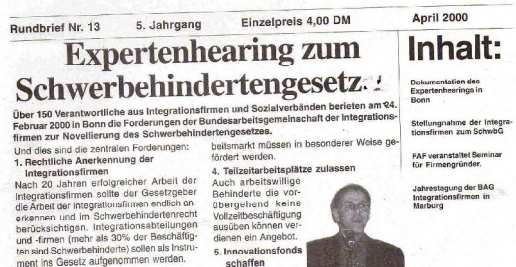 Rundbrief Nr. 13 5. Jahrgang Einzelpreis 4,00 DM April 2000
Expertenhearing zum
Schwerbehindertengesetz
Über 150 Verantwortliche aus Integrationsfirmen und Sozialverbänden berieten am 24.
Februar 2000 in Bonn die Forderungen der Bundesarbeitsgemeinschaft der Integrations-
firmen zur Novellierung des Schwerbehindertengesetzes.
Und dies sind die zentralen Forderungen:
1. Rechtliche Anerkennung der
Integrationsfirmen
Nach 20 Jahren erfolgreicher Arbeit der
Integrationsfirmen sollte der Gesetzgeber
die Arbeit der Integrationsfirmen endlich an-
erkennen und im Schwerbehindertenrecht
berücksichtigen. Integrationsabteilungen
und -firmen (mehr als 30% der Beschäftig-
ten sind Schwerbehinderte) sollen als Instru-
ment ins Gesetz aufgenommen werden.
beitsmarkt müssen in besonderer Weise ge-
fördert werden.
4. Teilzeitarbeitsplätze zulassen
Auch arbeitswillige
Behinderte die vor-
übergehend keine
Vollzeitbeschäftigung
ausüben können ver-
dienen ein Angebot.
5. Innovationsfonds
schaffen
Inhalt:
Dokumentation des
Expertenhearings in
Bonn
Stellungnahme der Integra-
tionsfirmen zum SchwbG
FAF veranstaltet Seminar
für Firmengründer.
Jahrestagung der BAG
Integrationsfirmen in
Marburg